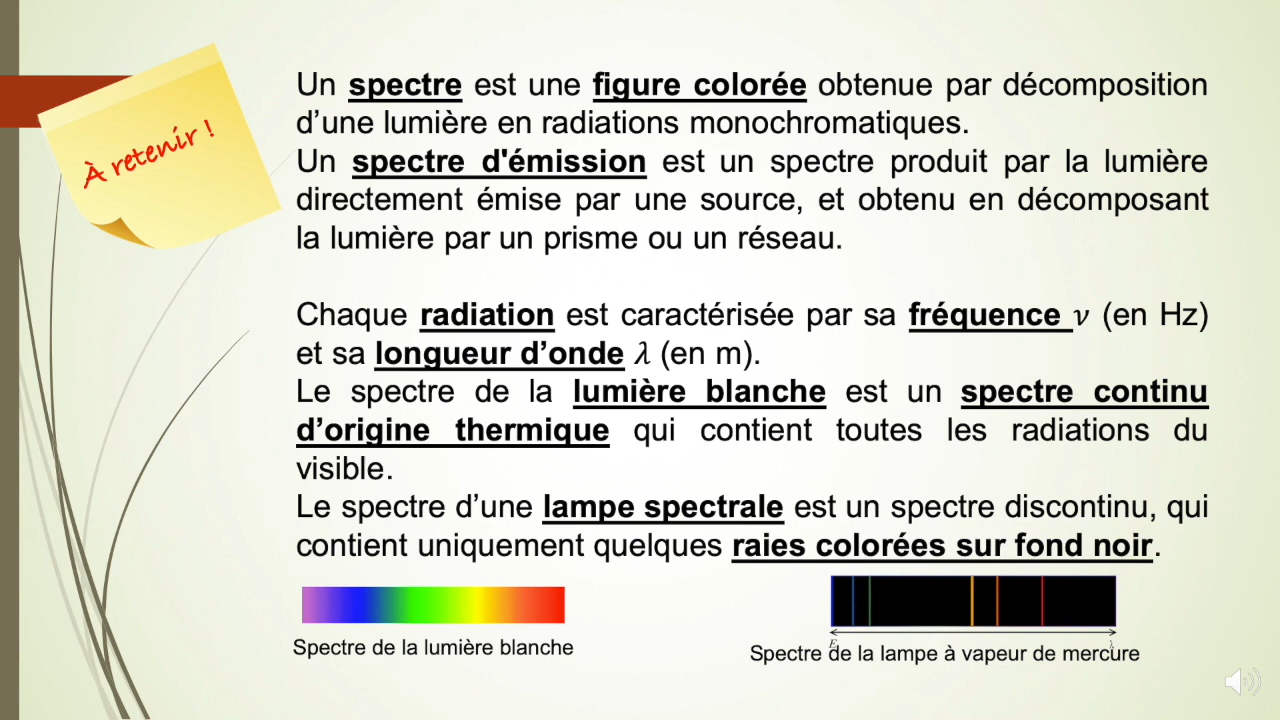 À retenir !
Un spectre est une figure colorée obtenue par décomposition
d’une lumière en radiations monochromatiques.
Un spectre d'émission est un spectre produit par la lumière
directement émise par une source, et obtenu en décomposant
la lumière par un prisme ou un réseau.
Chaque radiation est caractérisée par sa fréquence ν (en Hz)
et sa longueur d’onde λ (en m).
Le spectre de la lumière blanche est un spectre continu
d’origine thermique qui contient toutes les radiations du
visible.
Le spectre d’une lampe spectrale est un spectre discontinu, qui
contient uniquement quelques raies colorées sur fond noir.
Spectre de la lumière blanche
E λ
Spectre de la lampe à vapeur de mercure